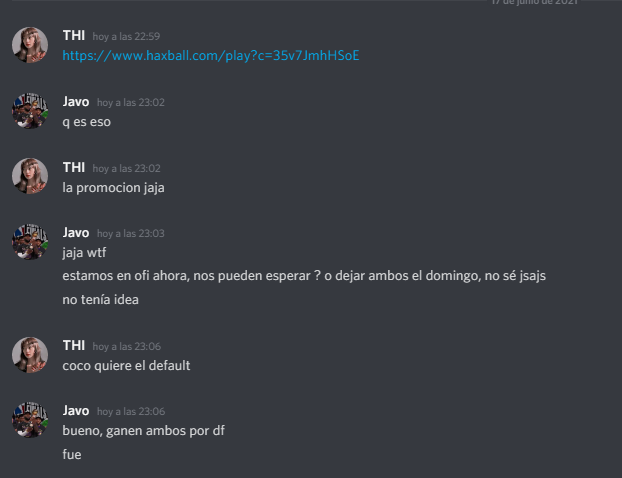 17 de junio de 2021
THI hoy a las 22:59
https://www.haxball.com/play?c=35v7JmhHSoE
Javo hoy a las 23:02
q es eso
THI hoy a las 23:02
la promocion jaja
Javo hoy a las 23:03
jaja wtf
estamos en ofi ahora, nos pueden esperar ? o dejar ambos el domingo, no sé jsajs
no tenía idea
THI hoy a las 23:06
coco quiere el default
Javo hoy a las 23:06
bueno, ganen ambos por df
fue